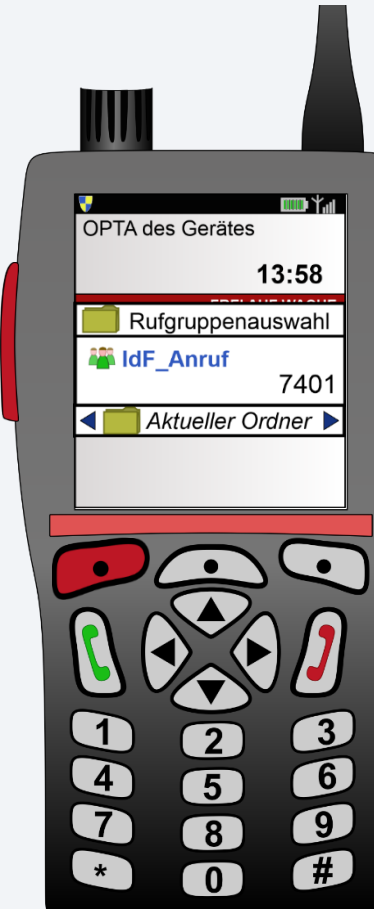 OPTA des Gerätes
13:58
Rufgruppenauswahl
IdF_Anruf
7401
Aktueller Ordner
1 2 3
4 5 6
7 8 9
* 0 #